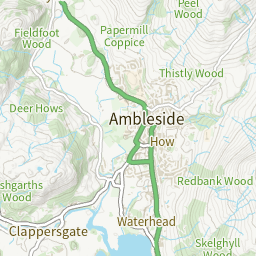 Peel
Wood
Papermill
Coppice
Fieldfoot
Wood
Thistly Wood
Deer Hows
Ambleside
How
Redbank Wood
shgarths
Wood
Waterhead
Clappersgate
Skelghyll
Wood